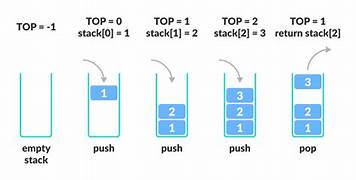 TOP = -1
TOP = 0
stack[0] = 1
TOP = 1
stack[1] = 2
TOP = 2
stack[2] = 3
TOP = 1
return stack[2]
1
2
1
3
2
1
3
2
1
empty
stack
push
push
push
pop